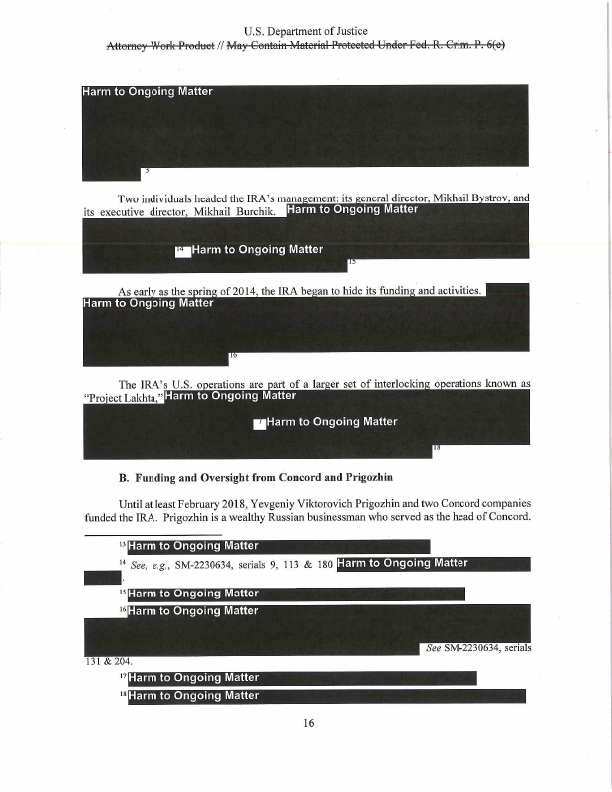 U.S. Department of Justice
Attorney Work Product // May Contain Material Protected Under Fed. R. Crim. P. 6(e)
Harm to Ongoing Matter
Two individuals headed the IRA's management: its general director, Mikhail Bystrov, and
its executive director, Mikhail Burchik. Harm to Ongoing Matter
14 Harm to Ongoing Matter
15
As early as the spring of 2014, the IRA began to hide its funding and activities.
Harm to Ongoing Matter
16
The IRA's U.S. operations are part of a larger set of interlocking operations known as
"Project Lakhta," Harm to Ongoing Matter
Harm to Ongoing Matter
18
B. Funding and Oversight from Concord and Prigozhin
Until at least February 2018, Yevgeniy Viktorovich Prigozhin and two Concord companies
funded the IRA. Prigozhin is a wealthy Russian businessman who served as the head of Concord.
13 Harm to Ongoing Matter
14 See, e.g., SM-2230634, serials 9, 113 & 180 Harm to Ongoing Matter
.
15 Harm to Ongoing Matter
16 Harm to Ongoing Matter
See SM-2230634, serials
131 & 204.
17 Harm to Ongoing Matter
18 Harm to Ongoing Matter
16